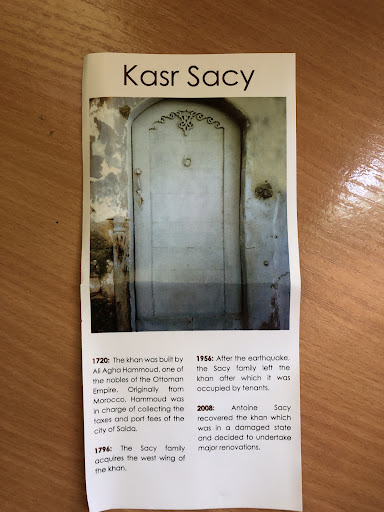 Kasr Sacy
1720: The khan was built by
Ali Agha Hammoud, one of
the nobles of the Ottoman
Empire. Originally from
Morocco, Hammoud was
in charge of collecting the
taxes and port fees of the
city of Saida.
1796: The Sacy family
acquires the west wing of
the khan.
1956: After the earthquake,
the Sacy family left the
khan after which it was
occupied by tenants.
2008: Antoine Sacy
recovered the khan which
was in a damaged state
and decided to undertake
major renovations.